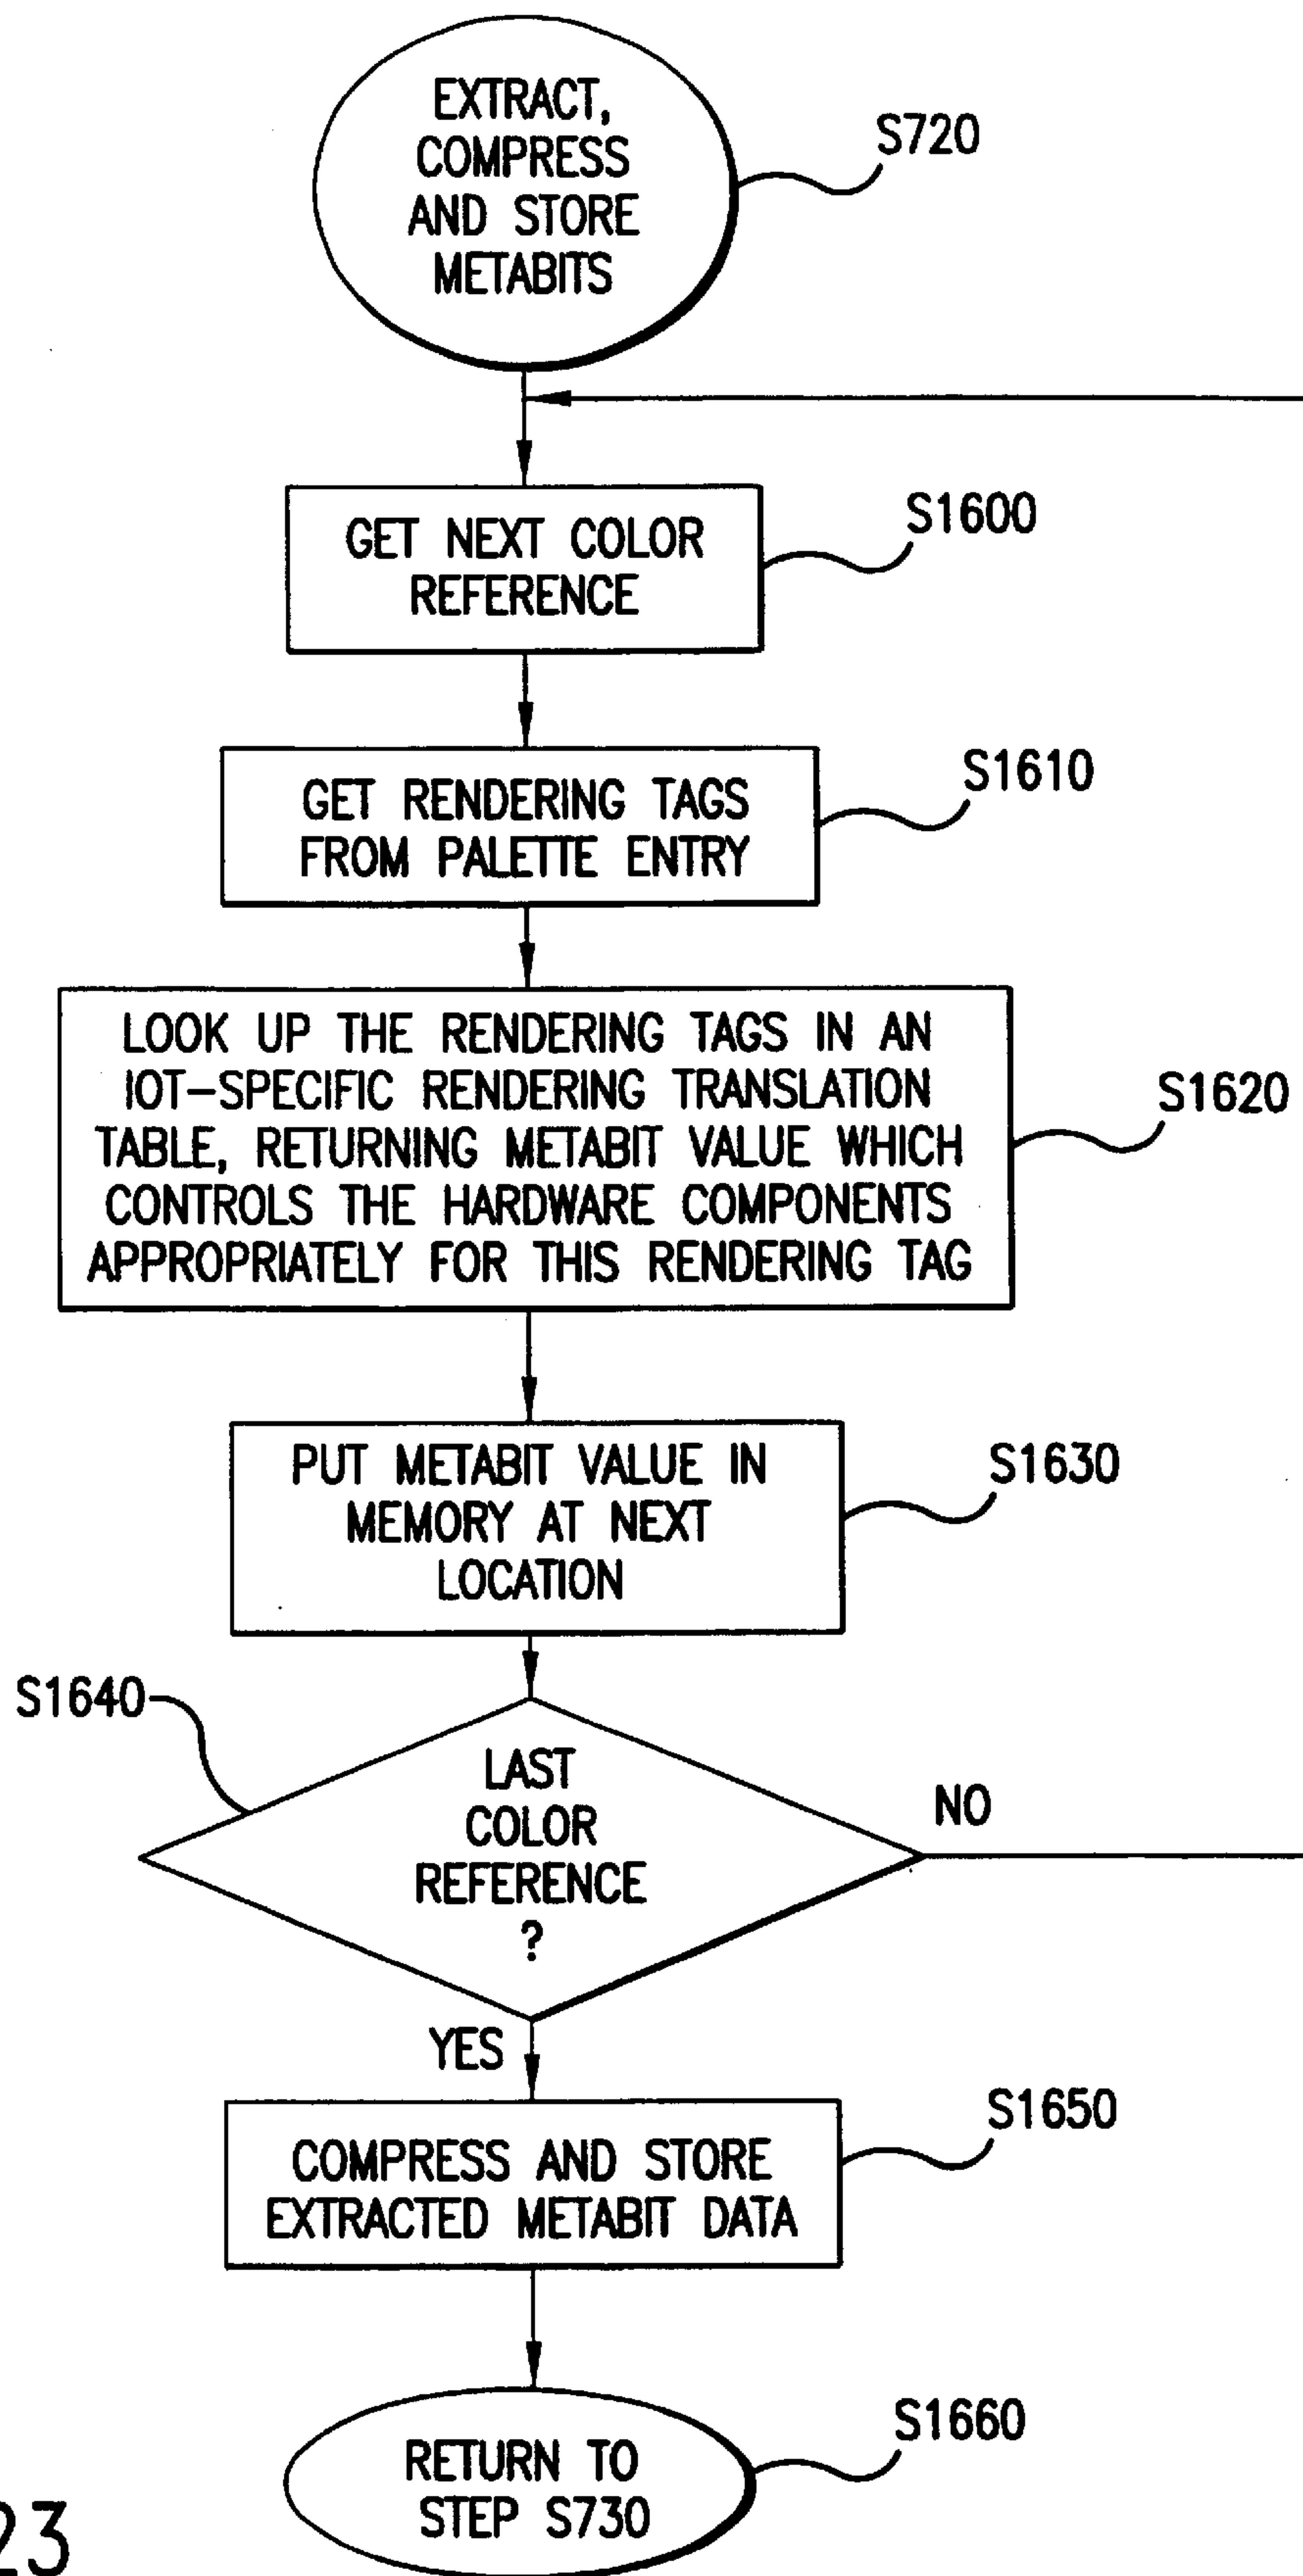 EXTRACT,
COMPRESS
AND STORE
METABITS
S720
GET NEXT COLOR
REFERENCE
S1600
GET RENDERING TAGS
FROM PALETTE ENTRY
S1610
LOOK UP THE RENDERING TAGS IN AN
IOT-SPECIFIC RENDERING TRANSLATION
TABLE, RETURNING METABIT VALUE WHICH
CONTROLS THE HARDWARE COMPONENTS
APPROPRIATELY FOR THIS RENDERING TAG
S1620
PUT METABIT VALUE IN
MEMORY AT NEXT
LOCATION
S1630
S1640
LAST
COLOR
REFERENCE
?
NO
YES
COMPRESS AND STORE
EXTRACTED METABIT DATA
S1650
RETURN TO
STEP S730
S1660
23